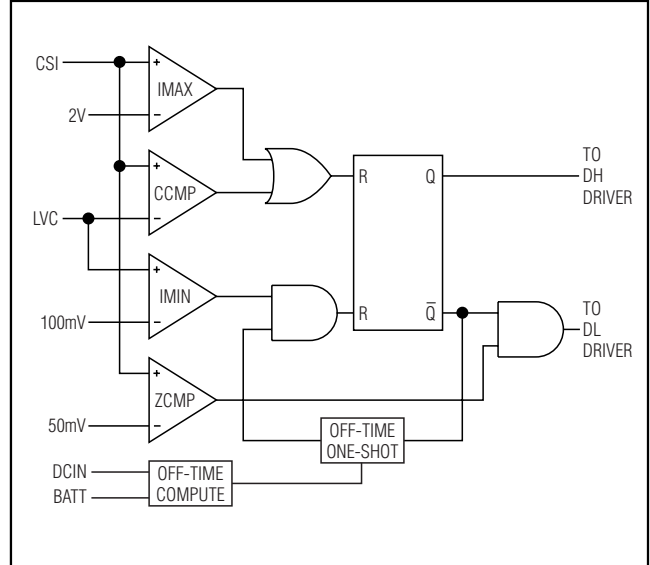 CSI
+
IMAX
2V
−
TO
DH
DRIVER
+
CCMP
R
Q
LVC
−
+
IMIN
100mV
−
R
Q̅
TO
DL
DRIVER
+
ZCMP
50mV
−
OFF-TIME
ONE-SHOT
DCIN
BATT
OFF-TIME
COMPUTE